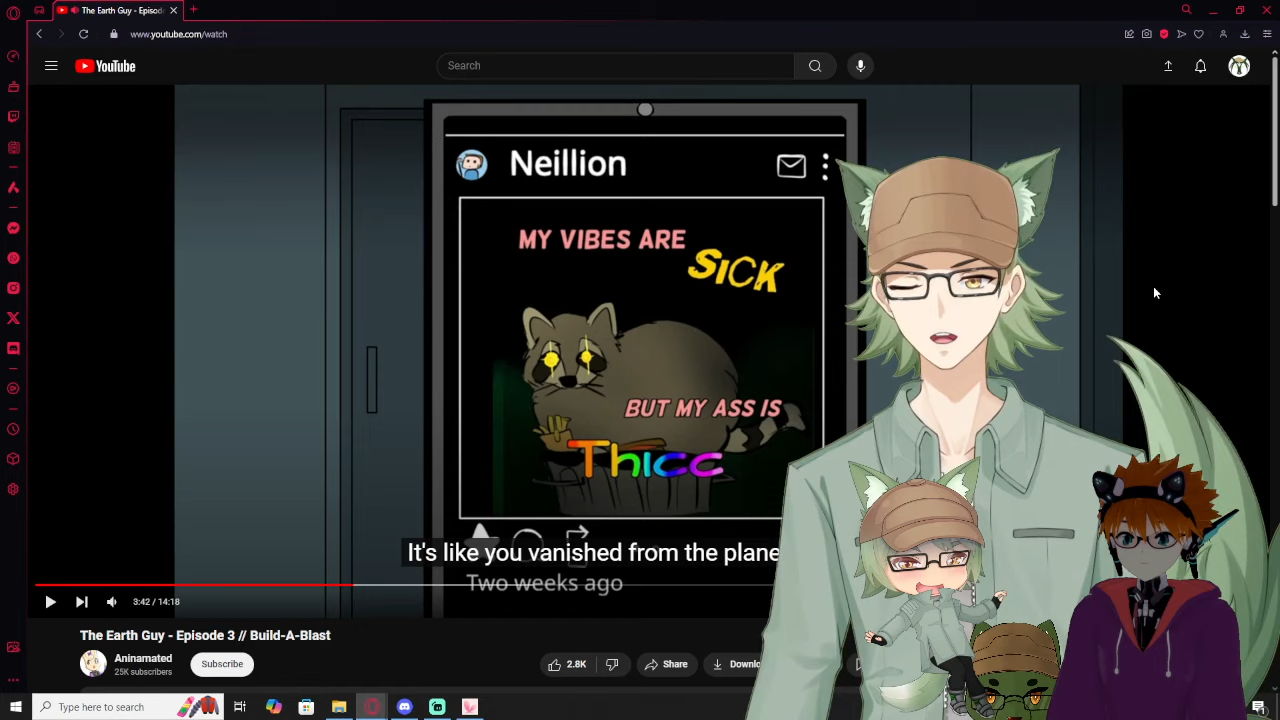 The Earth Guy - Episod
www.youtube.com/watch
YouTube
Search
Neillion
MY VIBES ARE
SICK
BUT MY ASS IS
THICC
It's like you vanished from the plane
Two weeks ago
3:42 / 14:18
The Earth Guy - Episode 3 // Build-A-Blast
Aninamated
25K subscribers
Subscribe
2.8K
Share
Downlo
Type here to search